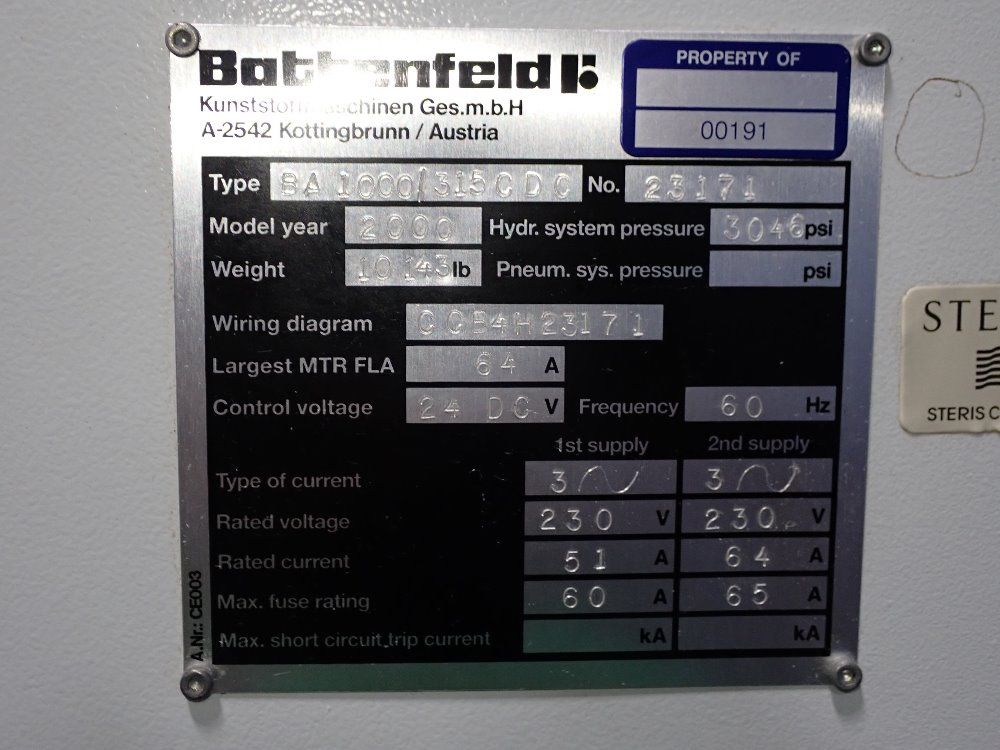 Battenfeld
PROPERTY OF
Kunststoffmaschinen Ges.m.b.H
A-2542 Kottingbrunn / Austria
00191
Type BA 1000/315 CDC No. 23171
Model year 2000 Hydr. system pressure 3046 psi
Weight 10143 lb Pneum. sys. pressure psi
Wiring diagram CCB4H23171
Largest MTR FLA 64 A
Control voltage 24 DC V Frequency 60 Hz
1st supply 2nd supply
Type of current 3~ 3~
Rated voltage 230 V 230 V
Rated current 51 A 64 A
Max. fuse rating 60 A 65 A
Max. short circuit trip current kA kA
A.Nr.: CE003
STE
STERIS C